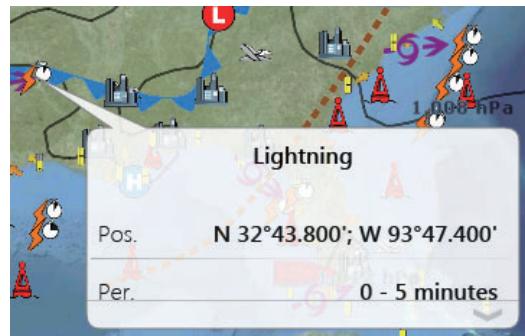 L
1,008 hPa
Lightning
H
Pos. N 32°43.800'; W 93°47.400'
Per. 0 - 5 minutes